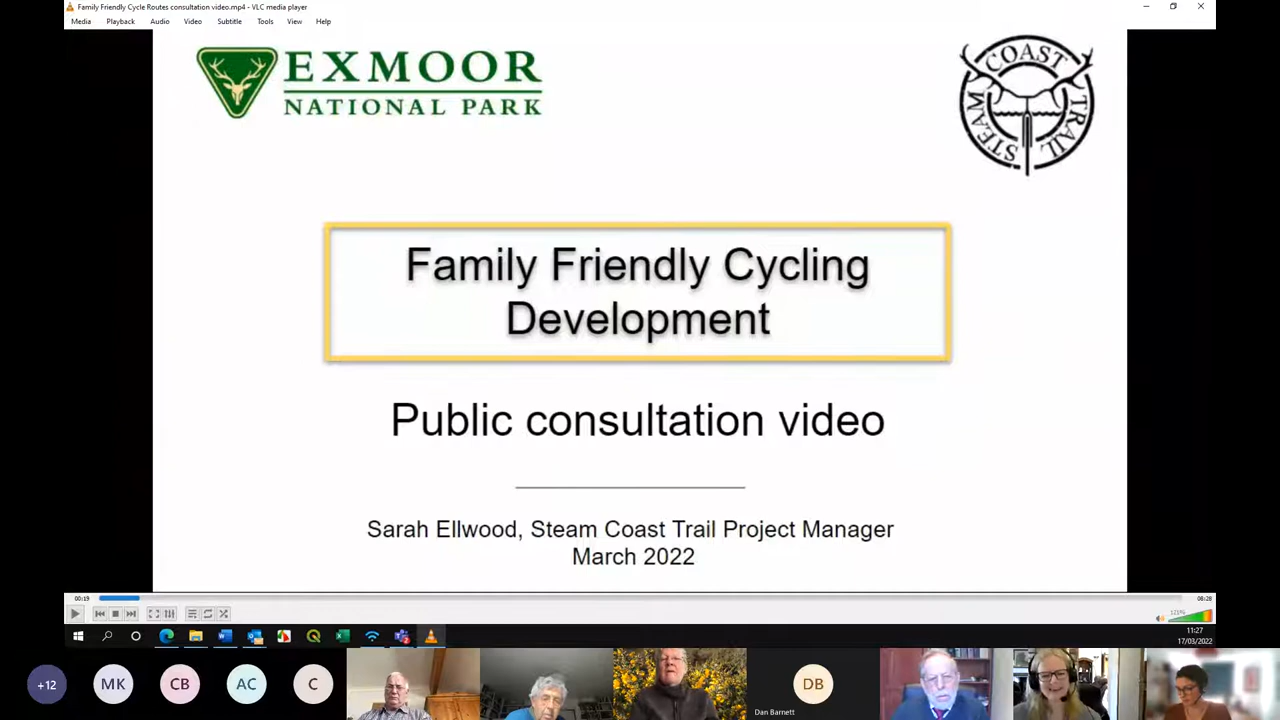 Family Friendly Cycle Routes consultation video.mp4 - VLC media player
Media Playback Audio Video Subtitle Tools View Help
EXMOOR
NATIONAL PARK
STEAM COAST TRAIL
Family Friendly Cycling
Development
Public consultation video
Sarah Ellwood, Steam Coast Trail Project Manager
March 2022
00:19
06:28
121%
11:27
17/03/2022
+12
MK
CB
AC
C
DB
Dan Barnett